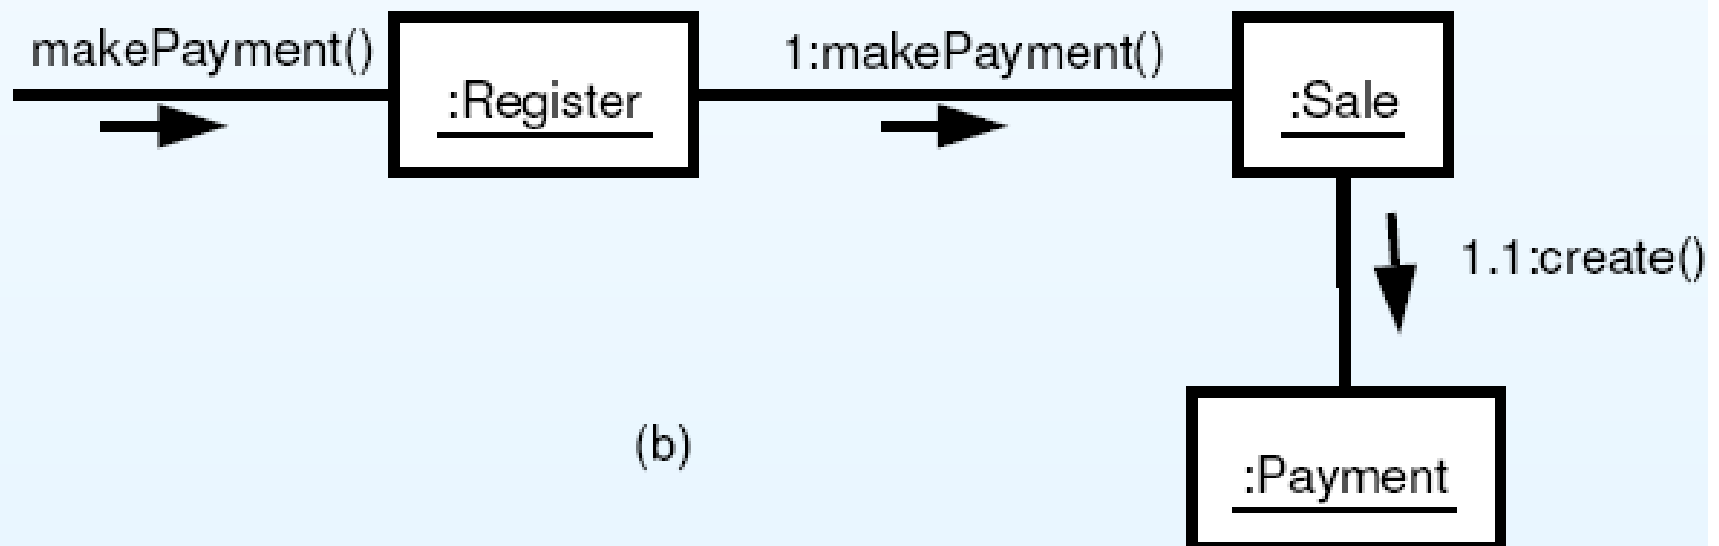 makePayment()
:Register
1:makePayment()
:Sale
1.1:create()
(b)
:Payment